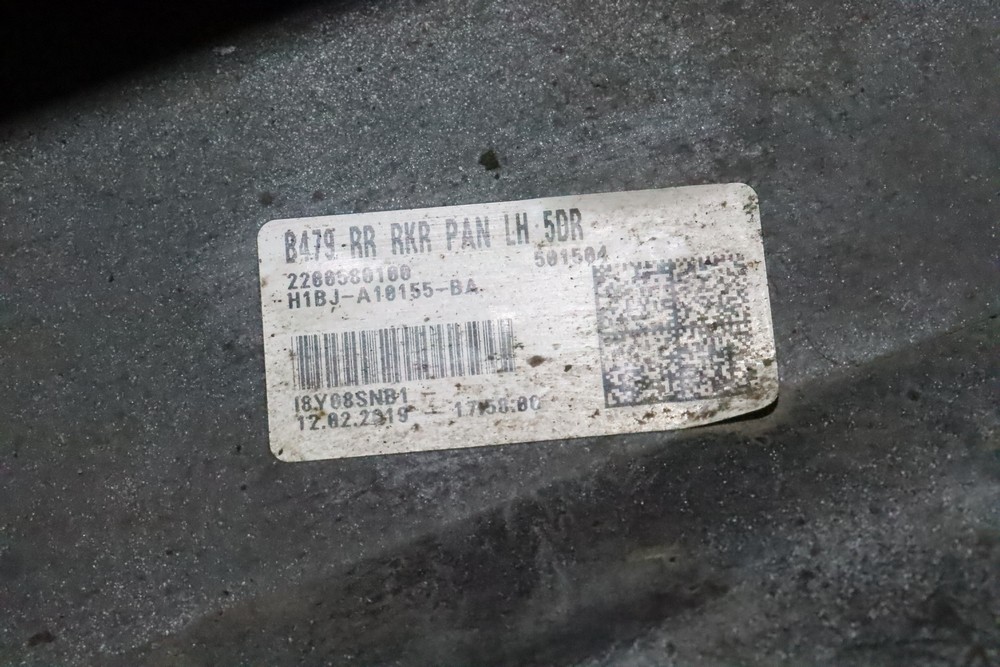 B479 RR RKR PAN LH 5DR
501504
2200580100
H1BJ-A10155-BA
I8Y08SNB1
12.02.2019 - 17:58:00